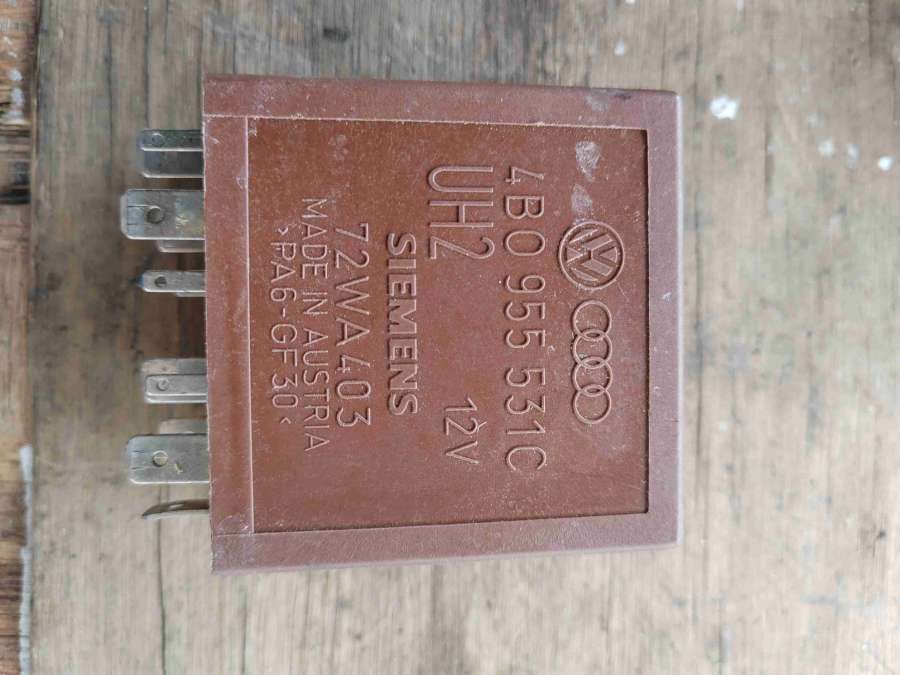 4B0 955 531C
UH2 12V
SIEMENS
72WA403
MADE IN AUSTRIA
>PA6-GF30<